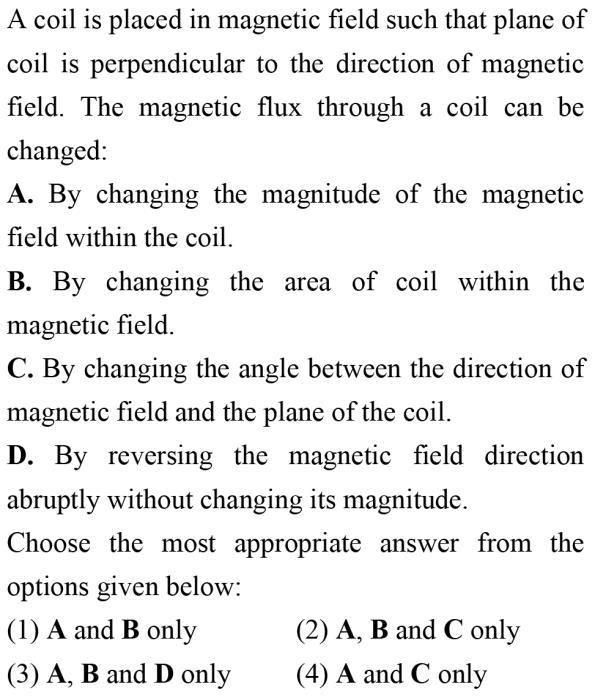 A coil is placed in magnetic field such that plane of
coil is perpendicular to the direction of magnetic
field. The magnetic flux through a coil can be
changed:
A. By changing the magnitude of the magnetic
field within the coil.
B. By changing the area of coil within the
magnetic field.
C. By changing the angle between the direction of
magnetic field and the plane of the coil.
D. By reversing the magnetic field direction
abruptly without changing its magnitude.
Choose the most appropriate answer from the
options given below:
(1) A and B only (2) A, B and C only
(3) A, B and D only (4) A and C only